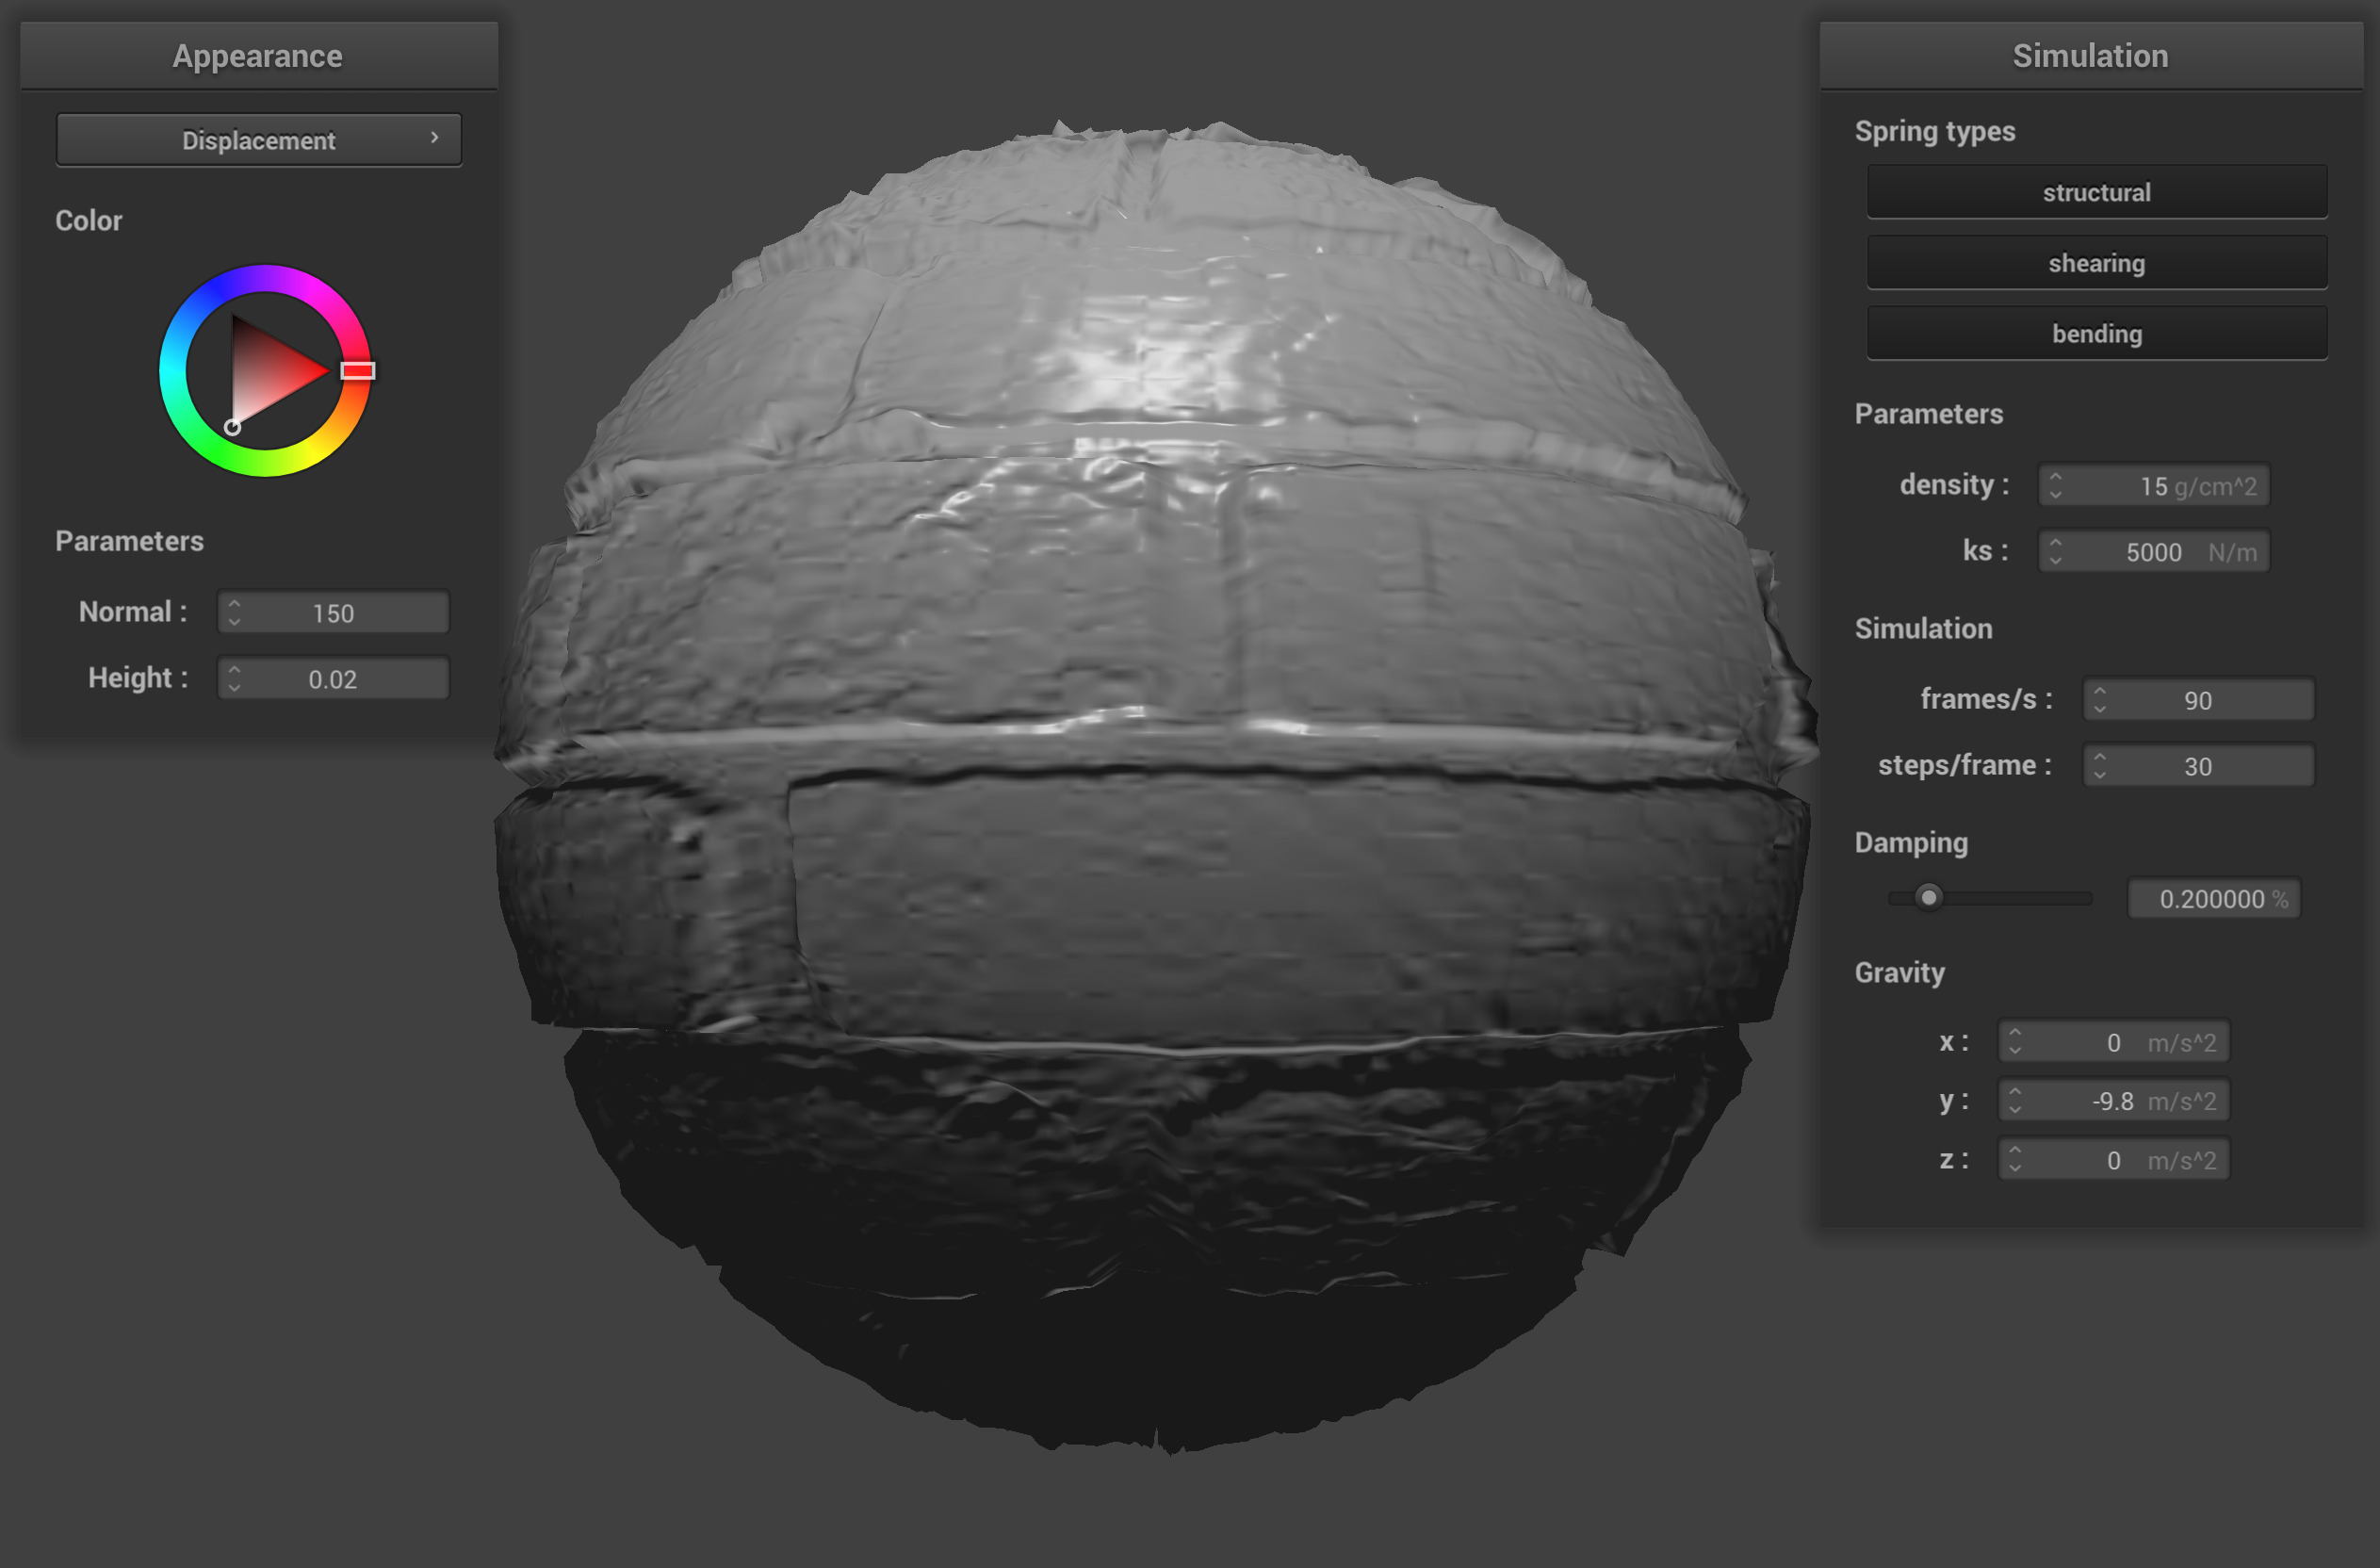 Appearance
Displacement
Color
Parameters
Normal : 150
Height : 0.02
Simulation
Spring types
structural
shearing
bending
Parameters
density : 15 g/cm^2
ks : 5000 N/m
Simulation
frames/s : 90
steps/frame : 30
Damping
0.200000 %
Gravity
x : 0 m/s^2
y : -9.8 m/s^2
z : 0 m/s^2